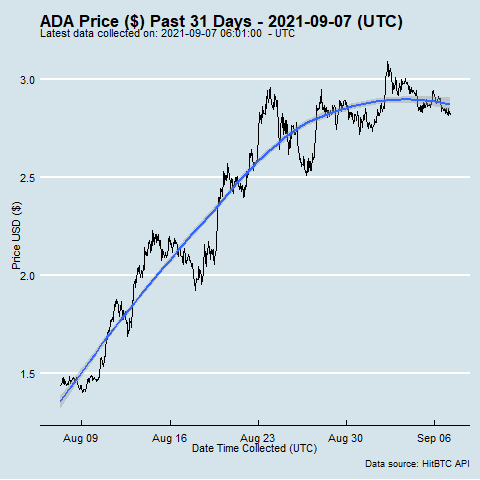 ADA Price ($) Past 31 Days - 2021-09-07 (UTC)
Latest data collected on: 2021-09-07 06:01:00 - UTC
3.0
2.5
2.0
1.5
Price USD ($)
Aug 09 Aug 16 Aug 23 Aug 30 Sep 06
Date Time Collected (UTC)
Data source: HitBTC API